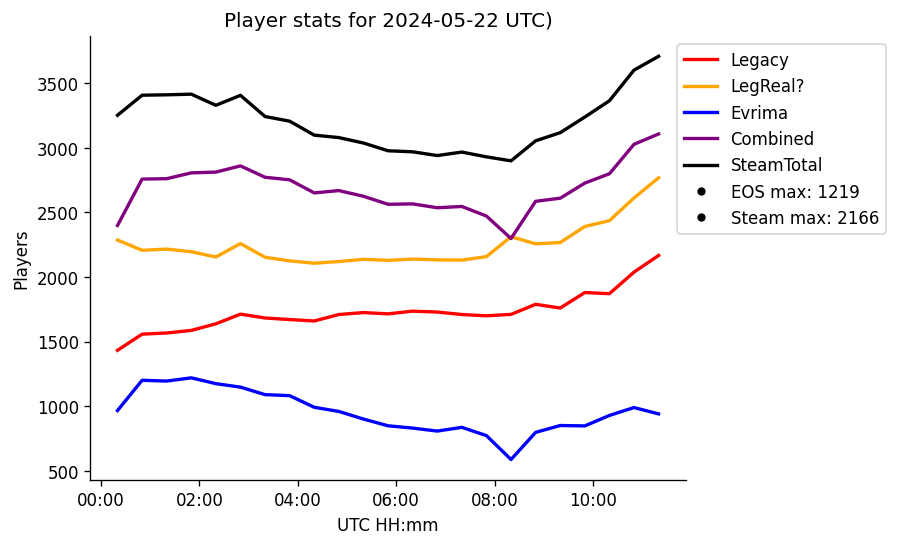 Player stats for 2024-05-22 UTC)
Legacy
LegReal?
Evrima
Combined
SteamTotal
EOS max: 1219
Steam max: 2166
Players
3500
3000
2500
2000
1500
1000
500
00:00 02:00 04:00 06:00 08:00 10:00
UTC HH:mm